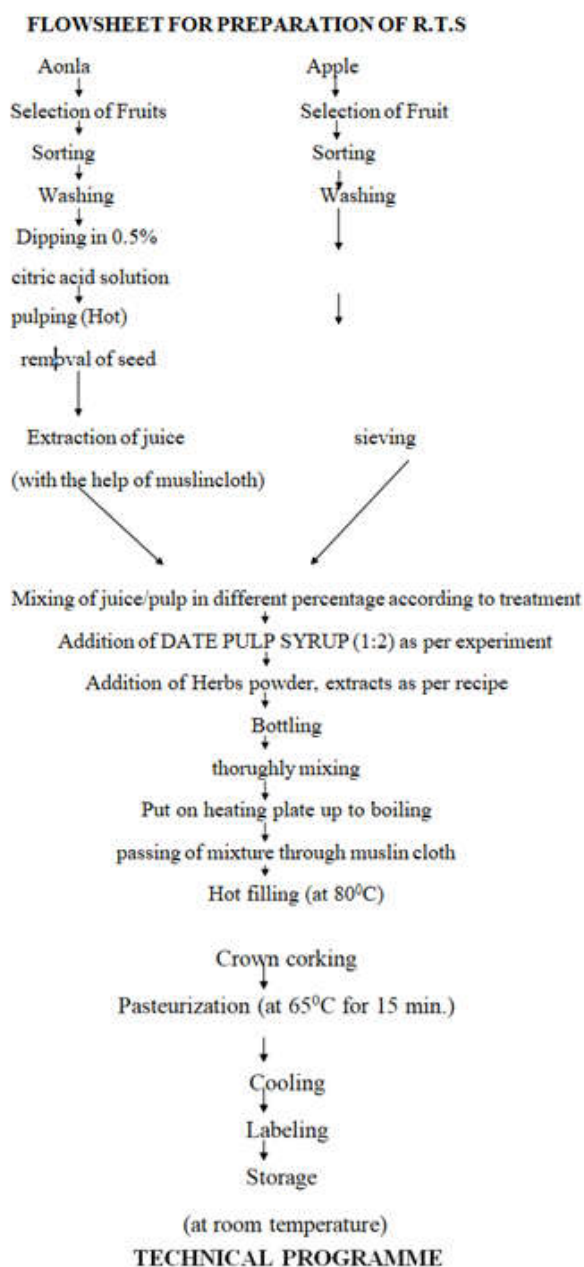 FLOWSHEET FOR PREPARATION OF R.T.S
Aonla
Selection of Fruits
Sorting
Washing
Dipping in 0.5%
citric acid solution
pulping (Hot)
removal of seed
Extraction of juice
(with the help of muslincloth)
Apple
Selection of Fruit
Sorting
Washing
sieving
Mixing of juice/pulp in different percentage according to treatment
Addition of DATE PULP SYRUP (1:2) as per experiment
Addition of Herbs powder, extracts as per recipe
Bottling
thoroughly mixing
Put on heating plate up to boiling
passing of mixture through muslin cloth
Hot filling (at 80⁰C)
Crown corking
Pasteurization (at 65⁰C for 15 min.)
Cooling
Labeling
Storage
(at room temperature)
TECHNICAL PROGRAMME